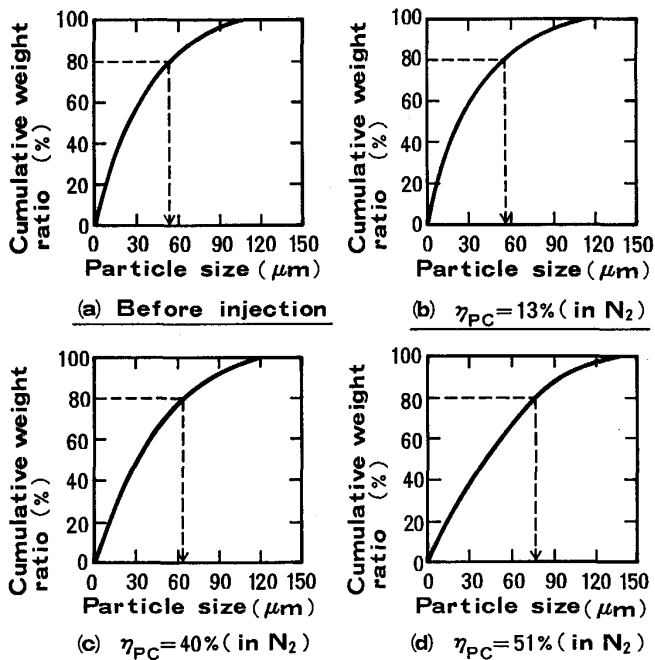 Cumulative weight
ratio (%)
100
80
60
40
20
0
0 30 60 90 120 150
Particle size (μm)
(a) Before injection
Cumulative weight
ratio (%)
100
80
60
40
20
0
0 30 60 90 120 150
Particle size (μm)
(b) ηPC=13% (in N2)
Cumulative weight
ratio (%)
100
80
60
40
20
0
0 30 60 90 120 150
Particle size (μm)
(c) ηPC=40% (in N2)
Cumulative weight
ratio (%)
100
80
60
40
20
0
0 30 60 90 120 150
Particle size (μm)
(d) ηPC=51% (in N2)